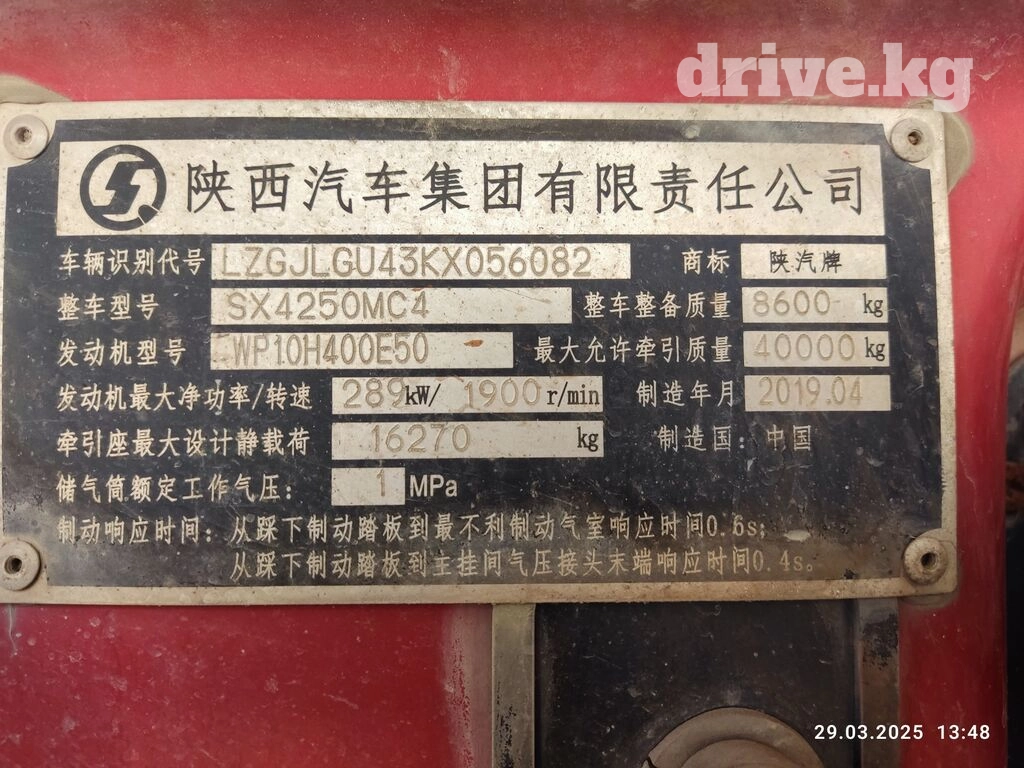 drive.kg
陕西汽车集团有限责任公司
车辆识别代号 LZGJLGU43KX056082 商标 陕汽牌
整车型号 SX4250MC4 整车整备质量 8600 kg
发动机型号 WP10H400E50 最大允许牵引质量 40000 kg
发动机最大净功率/转速 289 kW/ 1900 r/min 制造年月 2019.04
牵引座最大设计静载荷 16270 kg 制造国: 中国
储气筒额定工作气压: 1 MPa
制动响应时间: 从踩下制动踏板到最不利制动气室响应时间0.6s;
从踩下制动踏板到主挂间气压接头末端响应时间0.4s。
29.03.2025 13:48